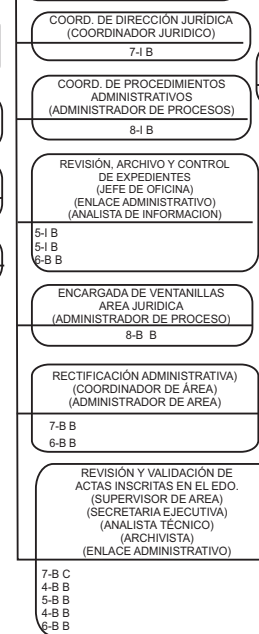 COORD. DE DIRECCIÓN JURÍDICA
(COORDINADOR JURIDICO)
7-I B
COORD. DE PROCEDIMIENTOS
ADMINISTRATIVOS
(ADMINISTRADOR DE PROCESOS)
8-I B
REVISIÓN, ARCHIVO Y CONTROL
DE EXPEDIENTES
(JEFE DE OFICINA)
(ENLACE ADMINISTRATIVO)
(ANALISTA DE INFORMACION)
5-I B
5-I B
6-B B
ENCARGADA DE VENTANILLAS
AREA JURIDICA
(ADMINISTRADOR DE PROCESO)
8-B B
RECTIFICACIÓN ADMINISTRATIVA)
(COORDINADOR DE ÁREA)
(ADMINISTRADOR DE AREA)
7-B B
6-B B
REVISIÓN Y VALIDACIÓN DE
ACTAS INSCRITAS EN EL EDO.
(SUPERVISOR DE AREA)
(SECRETARIA EJECUTIVA)
(ANALISTA TÉCNICO)
(ARCHIVISTA)
(ENLACE ADMINISTRATIVO)
7-B C
4-B B
5-B B
4-B B
6-B B